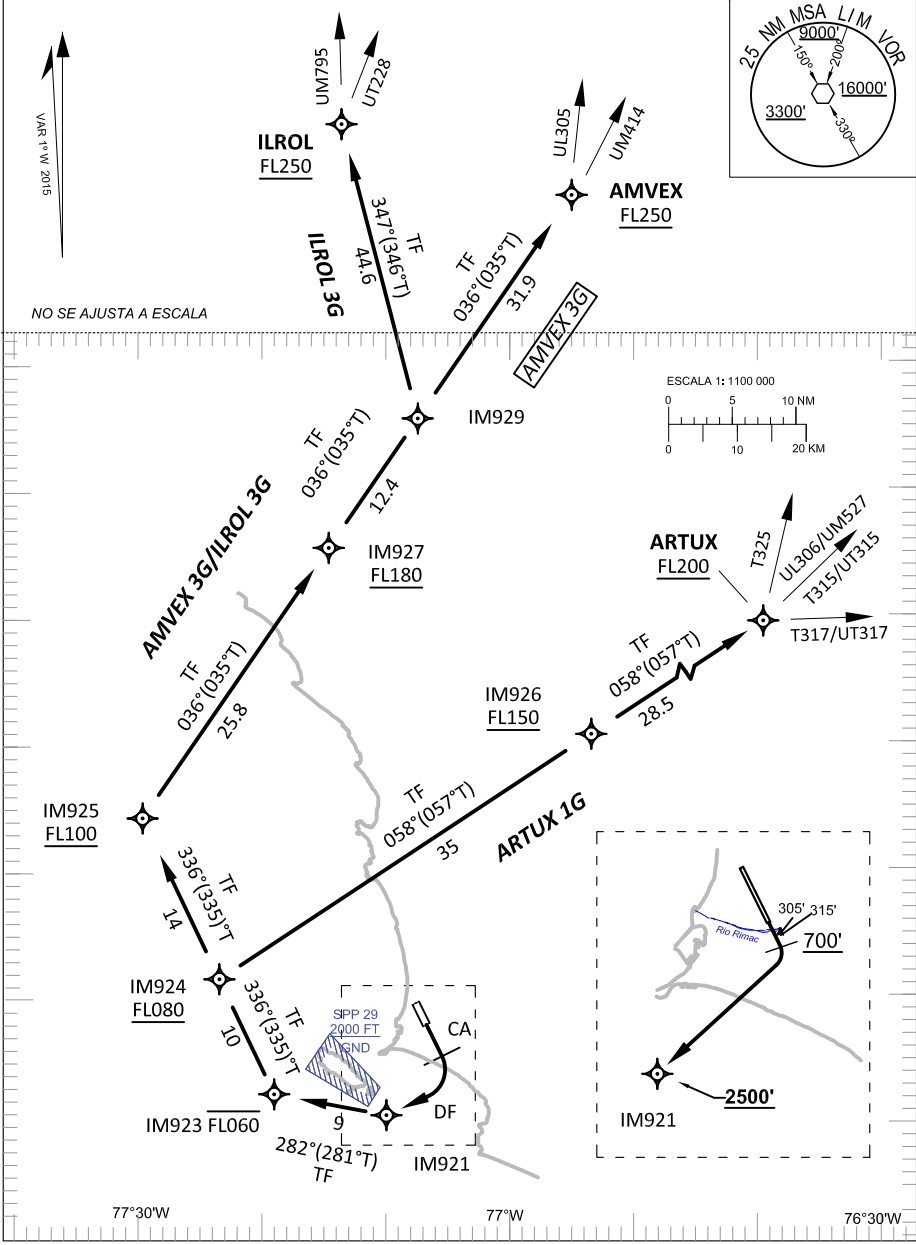 25 NM MSA LIM VOR
9000'
150°
200°
16000'
3300'
330º
VAR 1° W 2015
UM795
UT228
ILROL
FL250
UL305
UM414
AMVEX
FL250
TF
347°(346°T)
44.6
ILROL 3G
TF
036°(035°T)
31.9
AMVEX 3G
NO SE AJUSTA A ESCALA
ESCALA 1: 1100 000
0 5 10 NM
0 10 20 KM
IM929
TF
036°(035°T)
12.4
AMVEX 3G/ILROL 3G
IM927
FL180
ARTUX
FL200
T325
UL306/UM527
T315/UT315
T317/UT317
TF
036°(035°T)
25.8
TF
058°(057°T)
28.5
IM926
FL150
IM925
FL100
TF
058°(057°T)
35
ARTUX 1G
TF
336°(335)°T
14
305'
315'
Rio Rimac
700'
IM924
FL080
TF
336°(335)°T
10
SPP 29
2000 FT
GND
CA
DF
IM923 FL060
9
282°(281°T)
TF
IM921
2500'
IM921
77°30'W
77°W
76°30'W